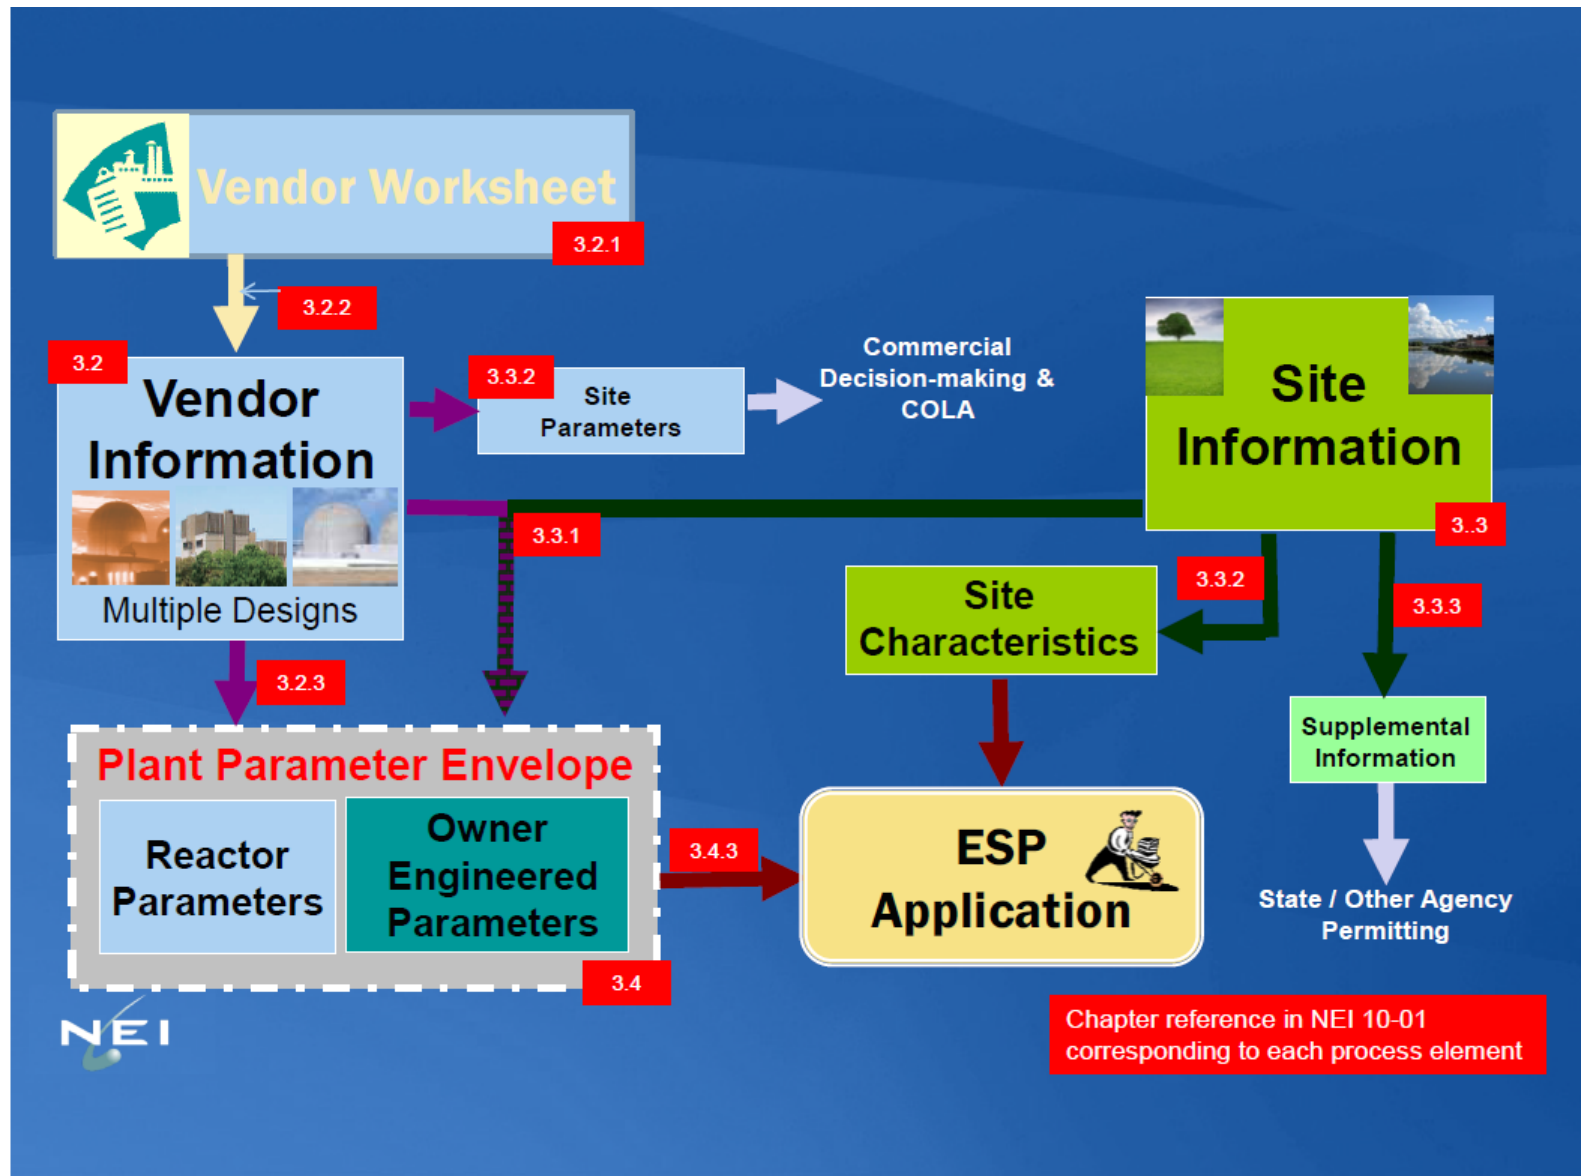 Vendor Worksheet
3.2.1
3.2.2
3.2
Vendor
Information
Multiple Designs
3.3.2
Site
Parameters
Commercial
Decision-making &
COLA
Site
Information
3..3
3.3.1
3.3.2
3.3.3
Site
Characteristics
3.2.3
Supplemental
Information
Plant Parameter Envelope
Reactor
Parameters
Owner
Engineered
Parameters
3.4
3.4.3
ESP
Application
State / Other Agency
Permitting
NEI
Chapter reference in NEI 10-01
corresponding to each process element